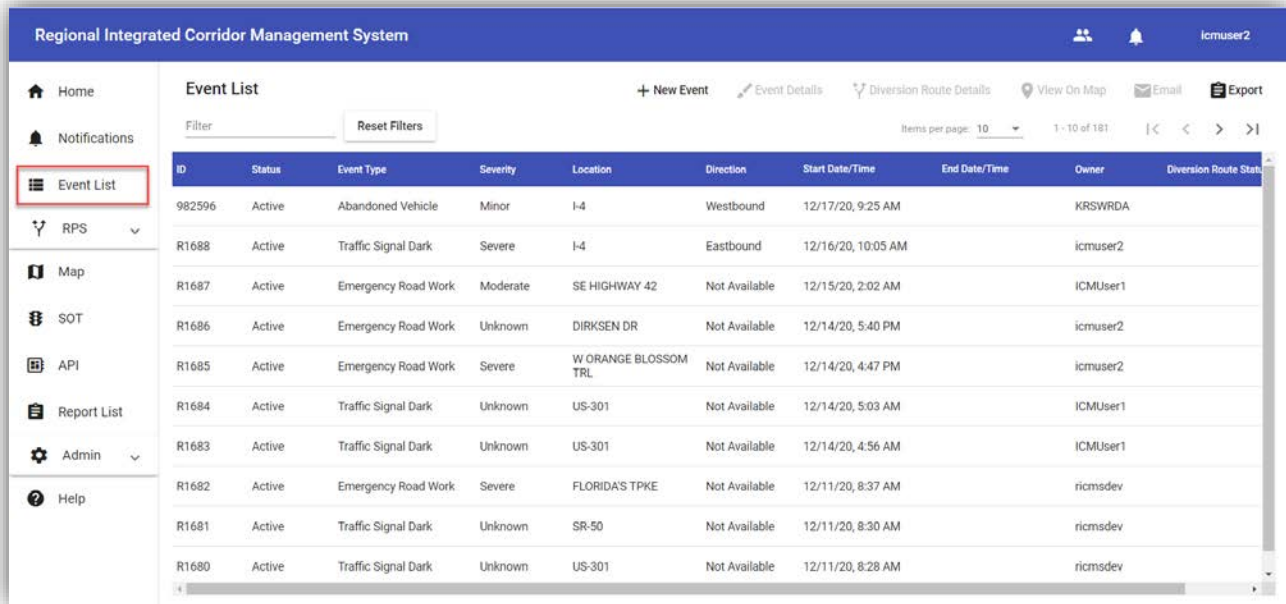 Regional Integrated Corridor Management System icmuser2
Home
Notifications
Event List
RPS
Map
SOT
API
Report List
Admin
Help
Event List + New Event Event Details Diversion Route Details View On Map Email Export
Filter Reset Filters Items per page: 10 1 - 10 of 181
ID Status Event Type Severity Location Direction Start Date/Time End Date/Time Owner Diversion Route Statu
982596 Active Abandoned Vehicle Minor I-4 Westbound 12/17/20, 9:25 AM KRSWRDA
R1688 Active Traffic Signal Dark Severe I-4 Eastbound 12/16/20, 10:05 AM icmuser2
R1687 Active Emergency Road Work Moderate SE HIGHWAY 42 Not Available 12/15/20, 2:02 AM ICMUser1
R1686 Active Emergency Road Work Unknown DIRKSEN DR Not Available 12/14/20, 5:40 PM icmuser2
R1685 Active Emergency Road Work Severe W ORANGE BLOSSOM TRL Not Available 12/14/20, 4:47 PM icmuser2
R1684 Active Traffic Signal Dark Unknown US-301 Not Available 12/14/20, 5:03 AM ICMUser1
R1683 Active Traffic Signal Dark Unknown US-301 Not Available 12/14/20, 4:56 AM ICMUser1
R1682 Active Emergency Road Work Severe FLORIDA'S TPKE Not Available 12/11/20, 8:37 AM ricmsdev
R1681 Active Traffic Signal Dark Unknown SR-50 Not Available 12/11/20, 8:30 AM ricmsdev
R1680 Active Traffic Signal Dark Unknown US-301 Not Available 12/11/20, 8:28 AM ricmsdev